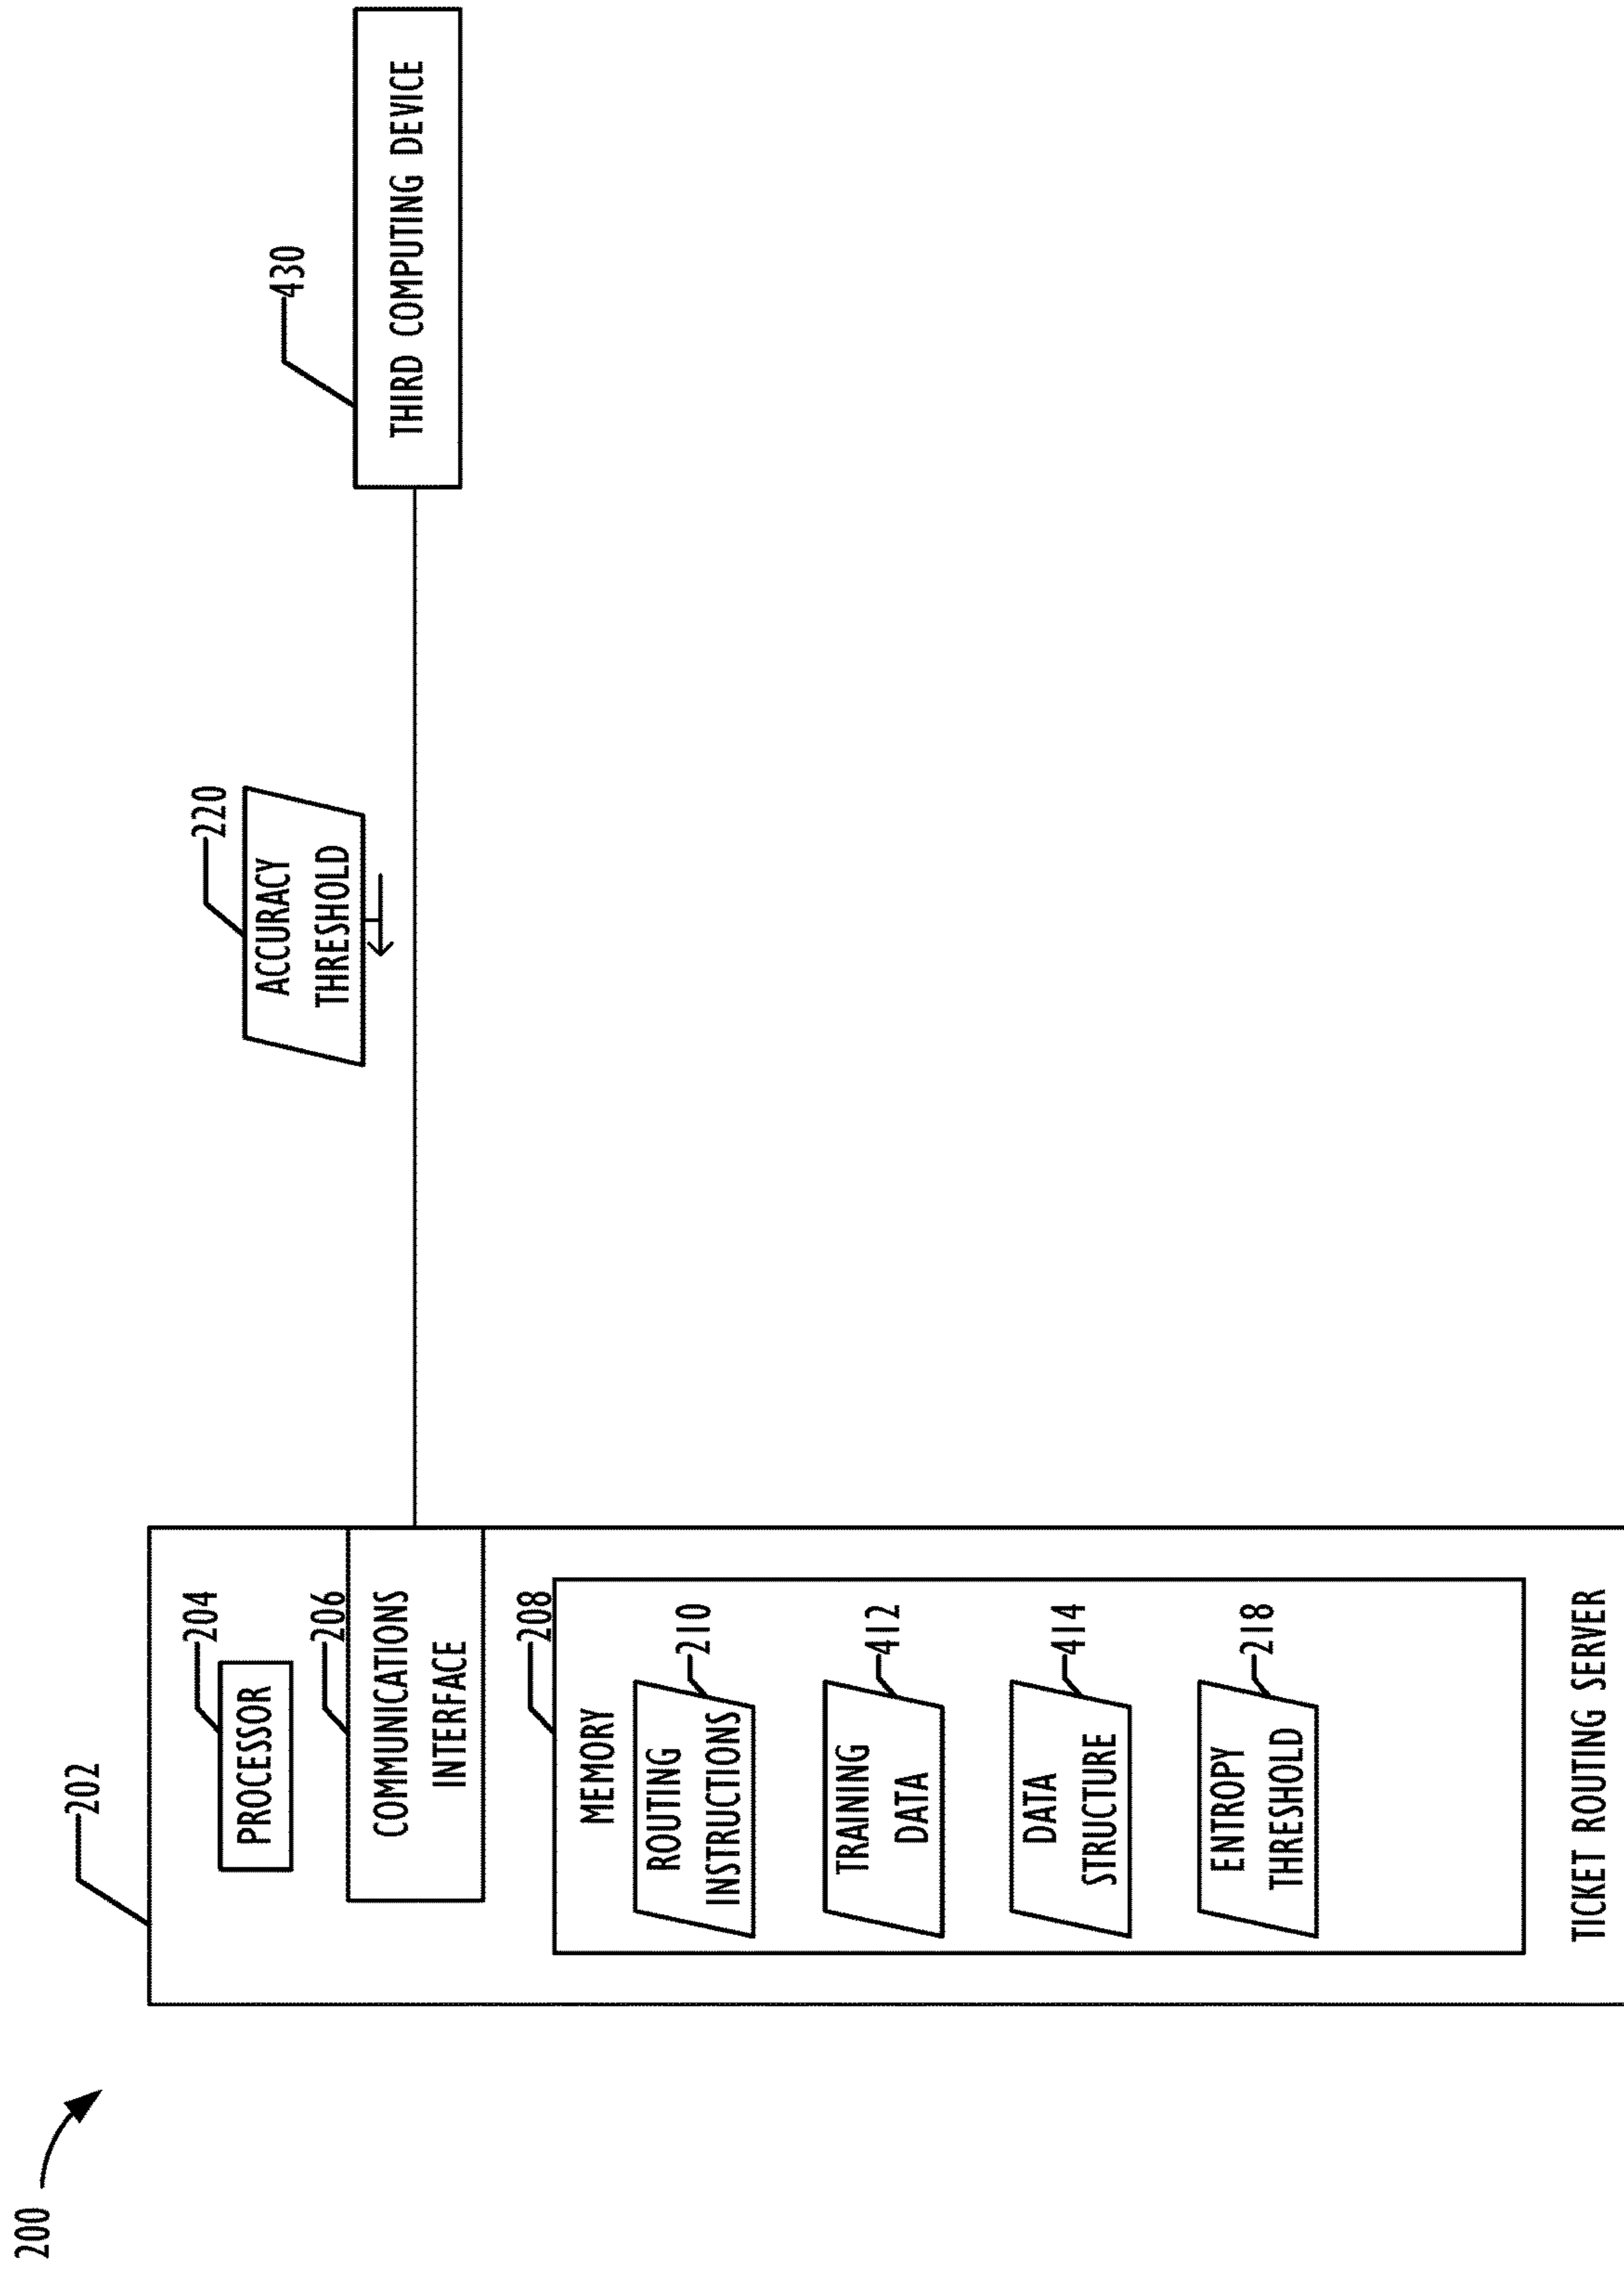 200
202
204
PROCESSOR
206
COMMUNICATIONS
INTERFACE
208
MEMORY
ROUTING
INSTRUCTIONS
210
TRAINING
DATA
412
DATA
STRUCTURE
414
ENTROPY
THRESHOLD
218
TICKET ROUTING SERVER
220
ACCURACY
THRESHOLD
430
THIRD COMPUTING DEVICE